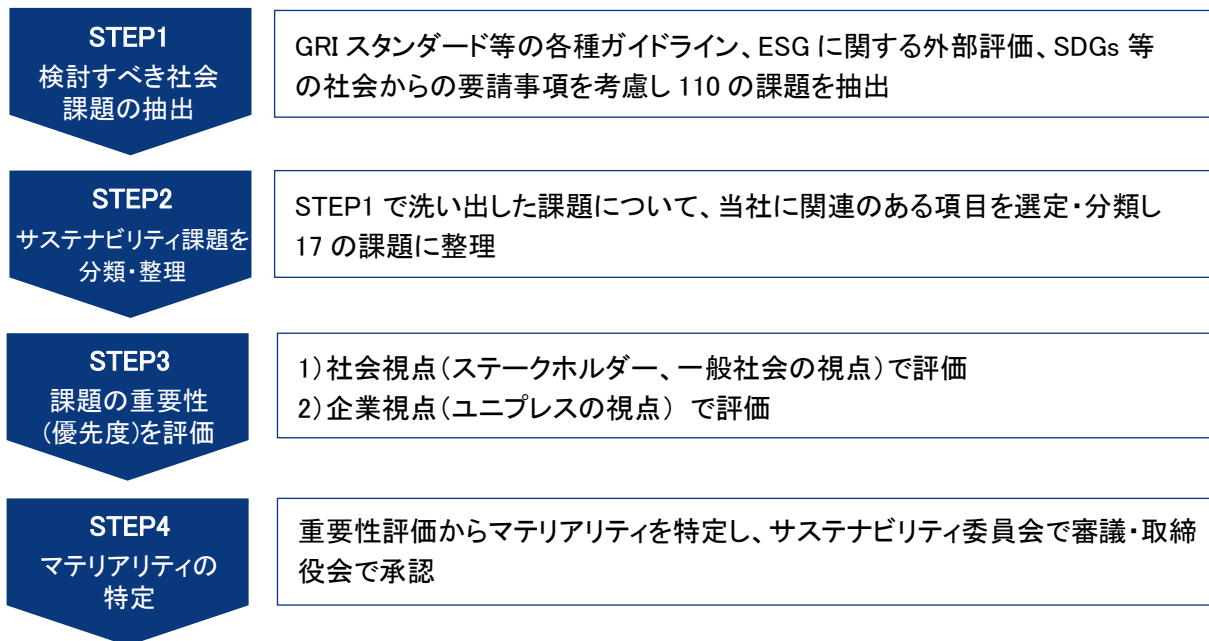 STEP1
検討すべき社会
課題の抽出
GRI スタンダード等の各種ガイドライン、ESG に関する外部評価、SDGs 等
の社会からの要請事項を考慮し 110 の課題を抽出
STEP2
サステナビリティ課題を
分類・整理
STEP1 で洗い出した課題について、当社に関連のある項目を選定・分類し
17 の課題に整理
STEP3
課題の重要性
(優先度)を評価
1)社会視点(ステークホルダー、一般社会の視点)で評価
2)企業視点(ユニプレスの視点) で評価
STEP4
マテリアリティの
特定
重要性評価からマテリアリティを特定し、サステナビリティ委員会で審議・取締
役会で承認